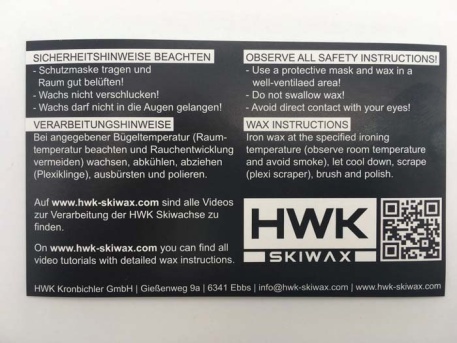 SICHERHEITSHINWEISE BEACHTEN
- Schutzmaske tragen und
Raum gut belüften!
- Wachs nicht verschlucken!
- Wachs darf nicht in die Augen gelangen!
VERARBEITUNGSHINWEISE
Bei angegebener Bügeltemperatur (Raum-
temperatur beachten und Rauchentwicklung
vermeiden) wachsen, abkühlen, abziehen
(Plexiklinge), ausbürsten und polieren.
Auf www.hwk-skiwax.com sind alle Videos
zur Verarbeitung der HWK Skiwachse zu
finden.
On www.hwk-skiwax.com you can find all
video tutorials with detailed wax instructions.
OBSERVE ALL SAFETY INSTRUCTIONS!
- Use a protective mask and wax in a
well-ventilaed area!
- Do not swallow wax!
- Avoid direct contact with your eyes!
WAX INSTRUCTIONS
Iron wax at the specified ironing
temperature (observe room temperature
and avoid smoke), let cool down, scrape
(plexi scraper), brush and polish.
HWK
SKIWAX
HWK Kronbichler GmbH | Gießenweg 9a | 6341 Ebbs | info@hwk-skiwax.com | www.hwk-skiwax.com